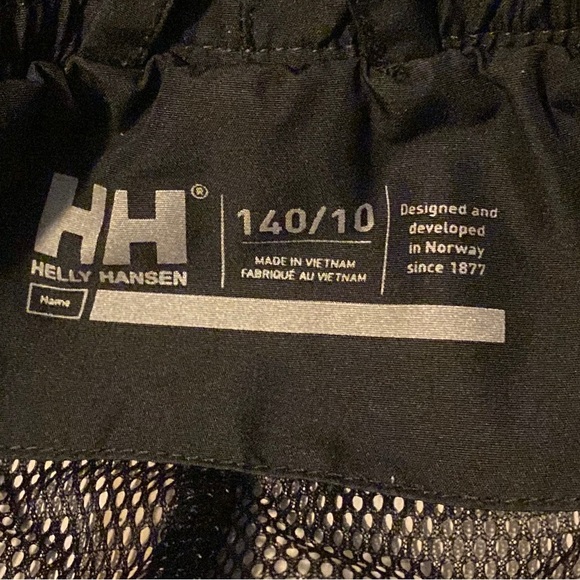 HH®
HELLY HANSEN
Name
140/10
MADE IN VIETNAM
FABRIQUÉ AU VIETNAM
Designed and
developed
in Norway
since 1877